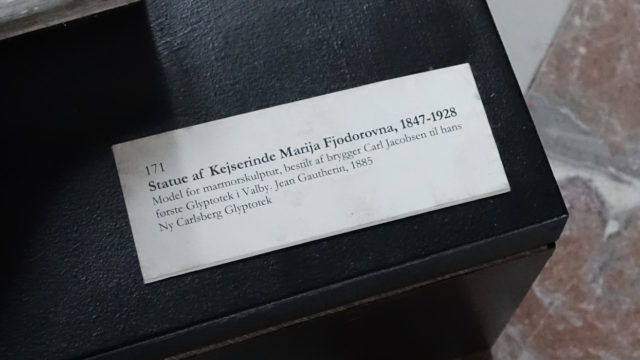 171
Statue af Kejserinde Marija Fjodorovna, 1847-1928
Model for marmorskulptur, bestilt af brygger Carl Jacobsen til hans
første Glyptotek i Valby. Jean Gautherin, 1885
Ny Carlsberg Glyptotek